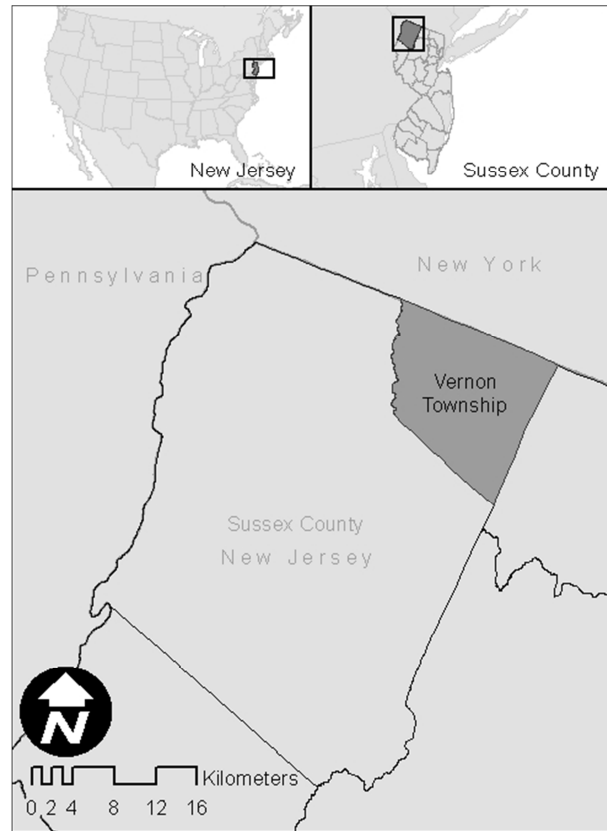 New Jersey
Sussex County
Pennsylvania
New York
Vernon
Township
Sussex County
New Jersey
N
Kilometers
0 2 4 8 12 16